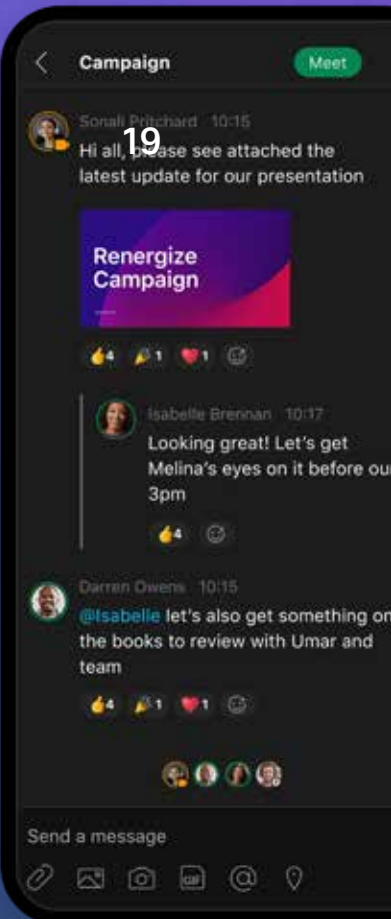 Campaign
Meet
Sonali Pritchard 10:15
19
Hi all, please see attached the
latest update for our presentation
Renergize
Campaign
👍4 🎉1 ❤️1
Isabelle Brennan 10:17
Looking great! Let's get
Melina's eyes on it before our
3pm
👍4
Darren Owens 10:15
@Isabelle let's also get something on
the books to review with Umar and
team
👍4 🎉1 ❤️1
Send a message
GIF
@